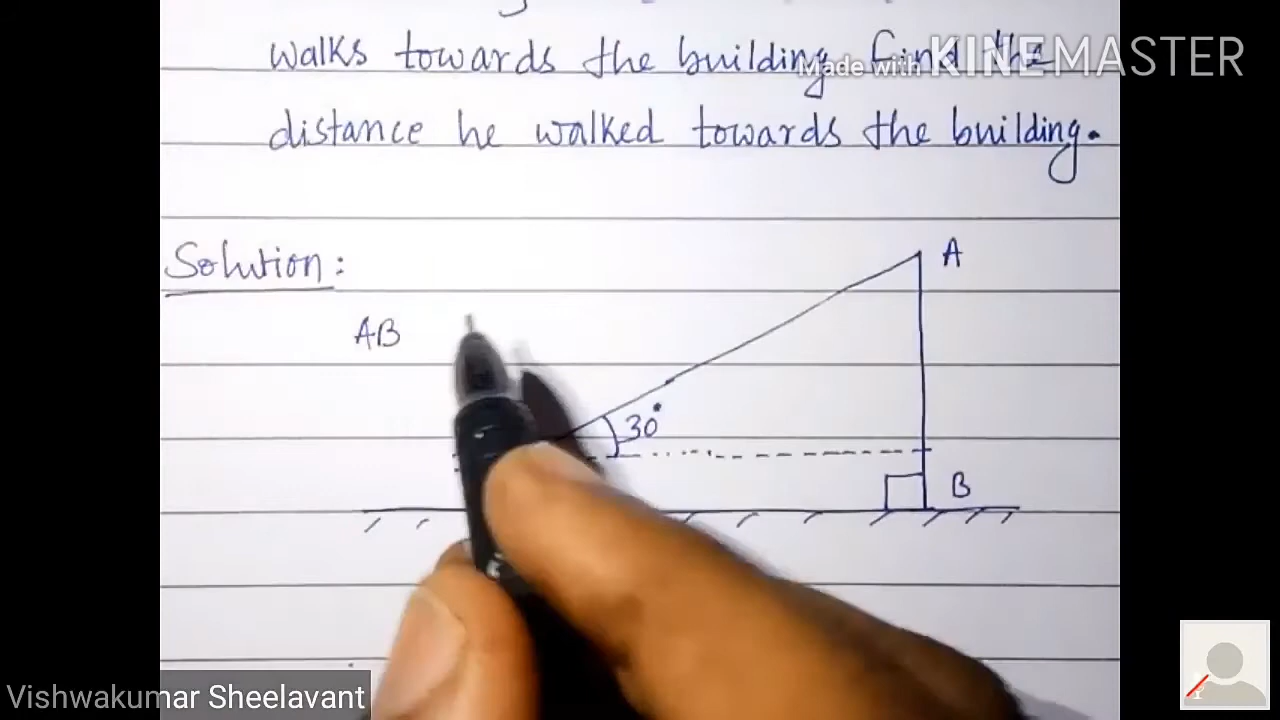 walks towards the building. Find the
Made with KINEMASTER
distance he walked towards the building.
Solution:
A
AB
30°
B
Vishwakumar Sheelavant